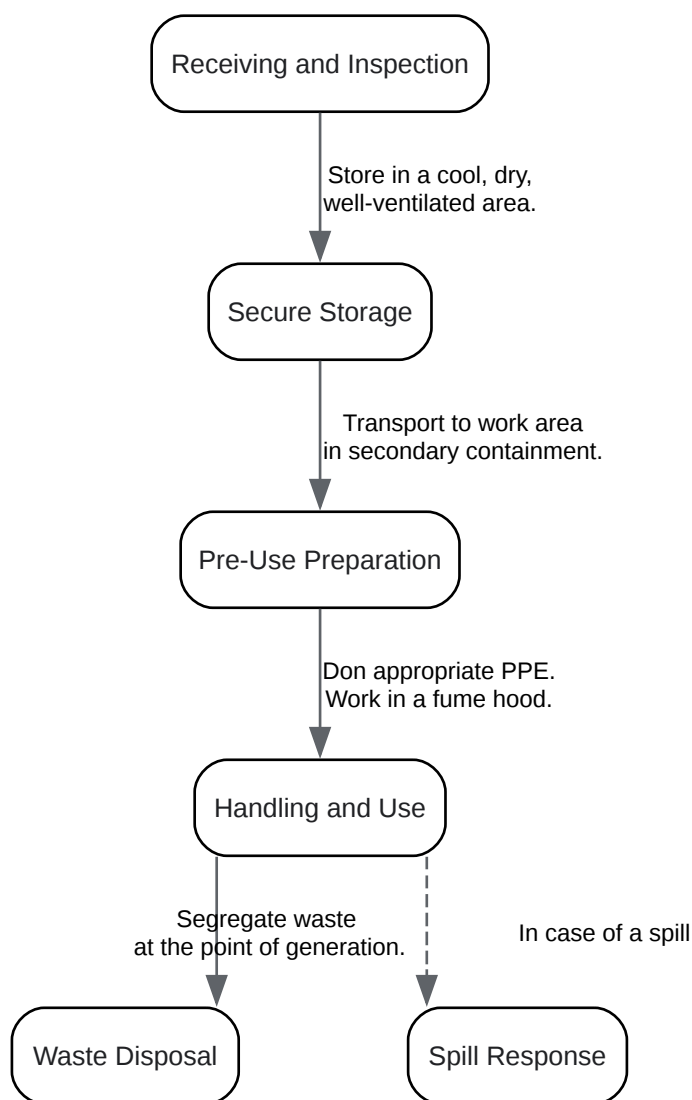 Receiving and Inspection
Store in a cool, dry,
well-ventilated area.
Secure Storage
Transport to work area
in secondary containment.
Pre-Use Preparation
Don appropriate PPE.
Work in a fume hood.
Handling and Use
Segregate waste
at the point of generation.
In case of a spill
Waste Disposal
Spill Response